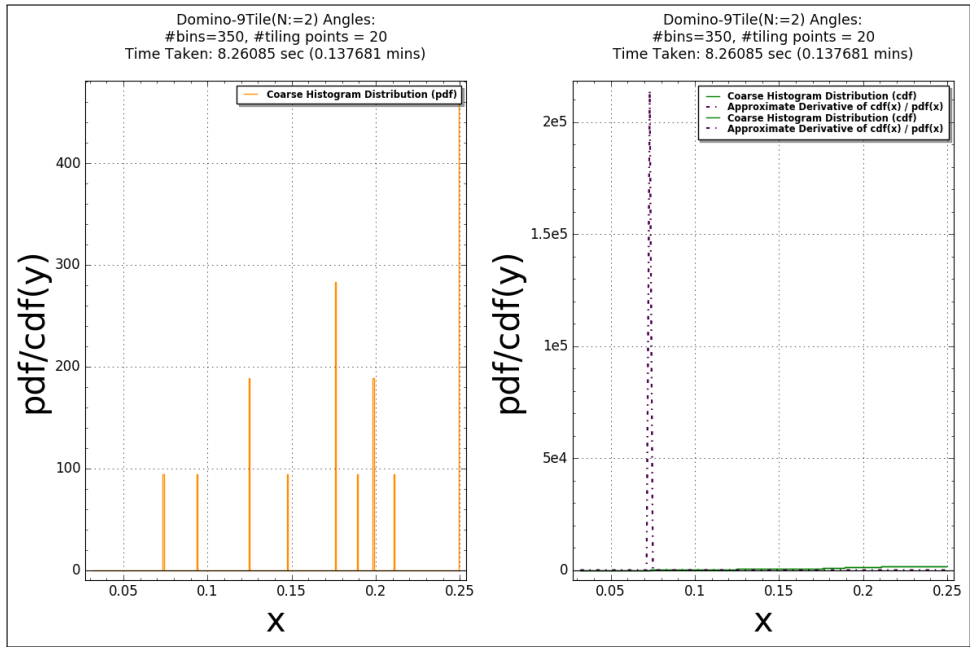 Domino-9Tile(N:=2) Angles:
#bins=350, #tiling points = 20
Time Taken: 8.26085 sec (0.137681 mins)
Coarse Histogram Distribution (pdf)
400
300
200
100
0
0.05 0.1 0.15 0.2 0.25
pdf/cdf(y)
x
Domino-9Tile(N:=2) Angles:
#bins=350, #tiling points = 20
Time Taken: 8.26085 sec (0.137681 mins)
Coarse Histogram Distribution (cdf)
Approximate Derivative of cdf(x) / pdf(x)
Coarse Histogram Distribution (cdf)
Approximate Derivative of cdf(x) / pdf(x)
2e5
1.5e5
1e5
5e4
0
0.05 0.1 0.15 0.2 0.25
pdf/cdf(y)
x